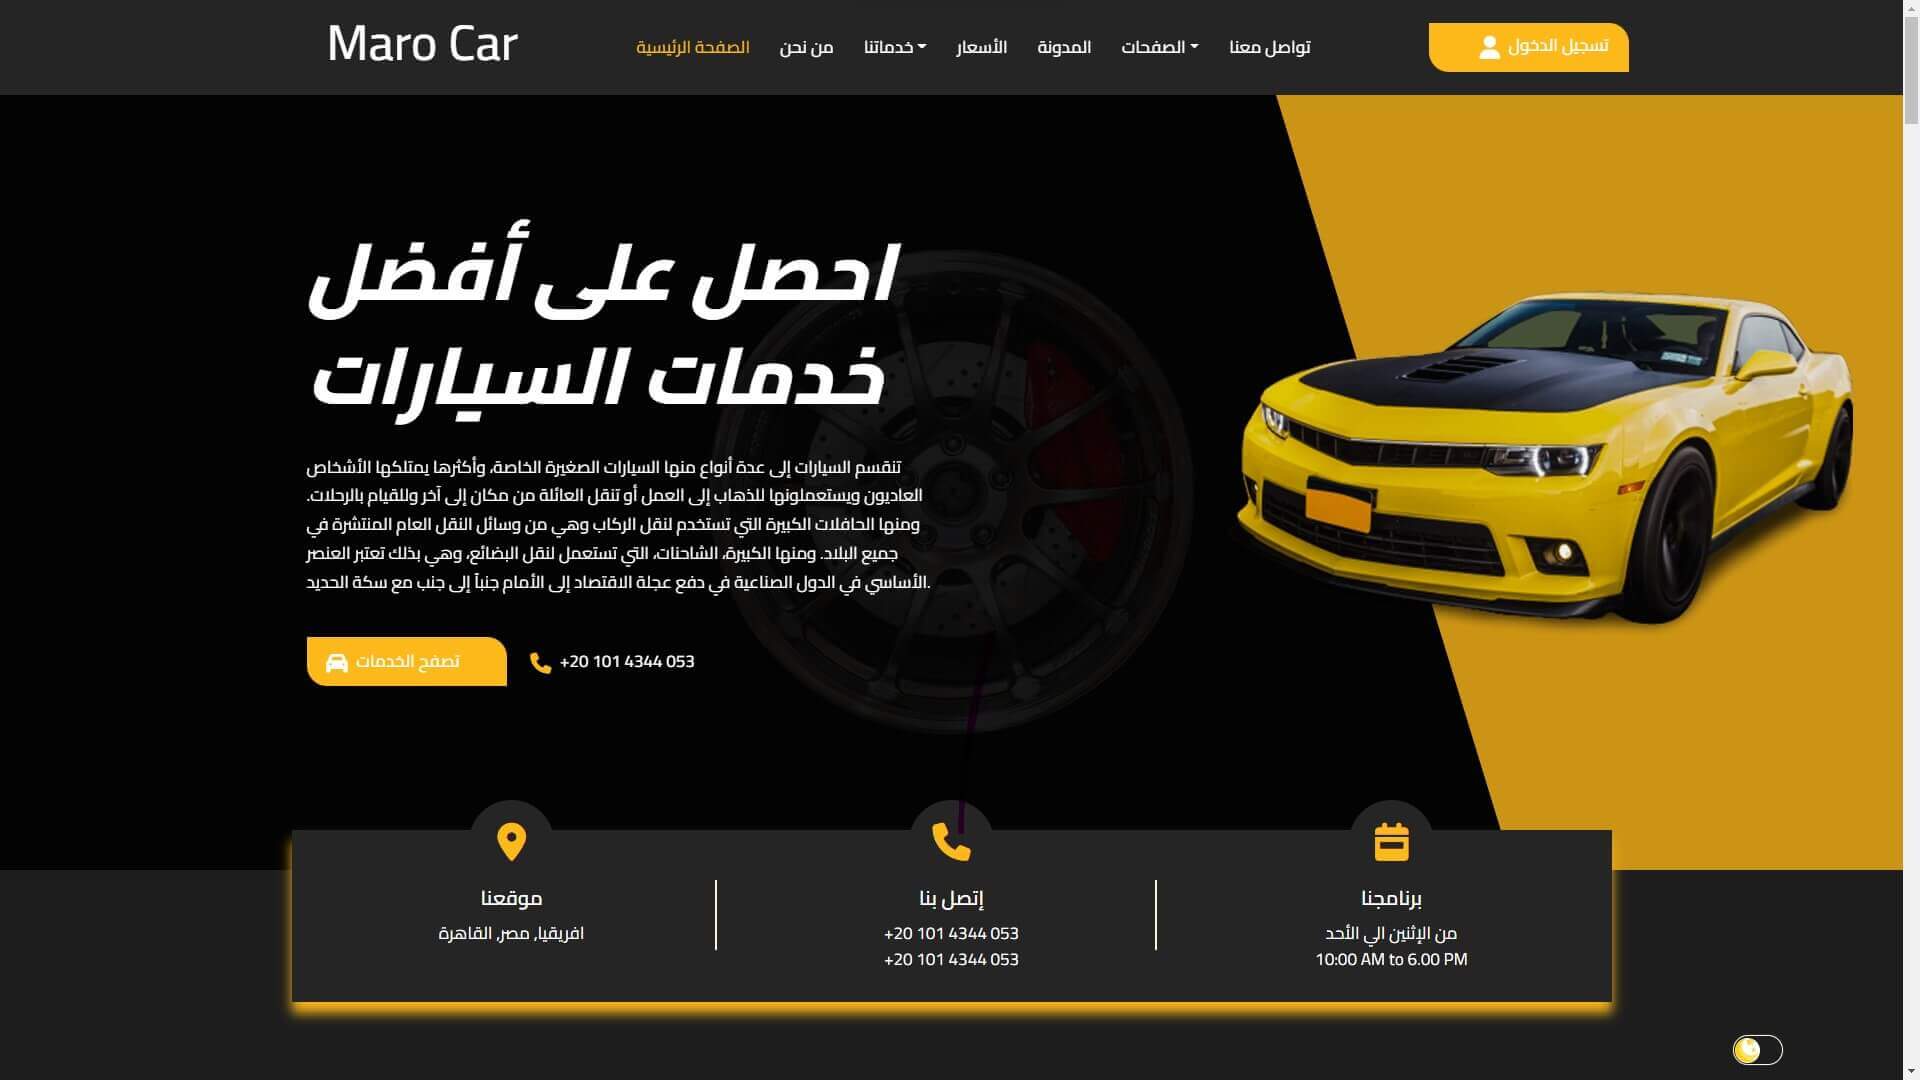 Maro Car
الصفحة الرئيسية
من نحن
خدماتنا
الأسعار
المدونة
الصفحات
تواصل معنا
تسجيل الدخول
احصل على أفضل
خدمات السيارات
تنقسم السيارات إلى عدة أنواع منها السيارات الصغيرة الخاصة، وأكثرها يمتلكها الأشخاص
العاديون ويستعملونها للذهاب إلى العمل أو تنقل العائلة من مكان إلى آخر وللقيام بالرحلات.
ومنها الحافلات الكبيرة التي تستخدم لنقل الركاب وهي من وسائل النقل العام المنتشرة في
جميع البلاد. ومنها الكبيرة، الشاحنات، التي تستعمل لنقل البضائع، وهي بذلك تعتبر العنصر
الأساسي في الدول الصناعية في دفع عجلة الاقتصاد إلى الأمام جنباً إلى جنب مع سكة الحديد.
تصفح الخدمات
+20 101 4344 053
موقعنا
افريقيا, مصر, القاهرة
إتصل بنا
+20 101 4344 053
+20 101 4344 053
برنامجنا
من الإثنين الي الأحد
10:00 AM to 6.00 PM